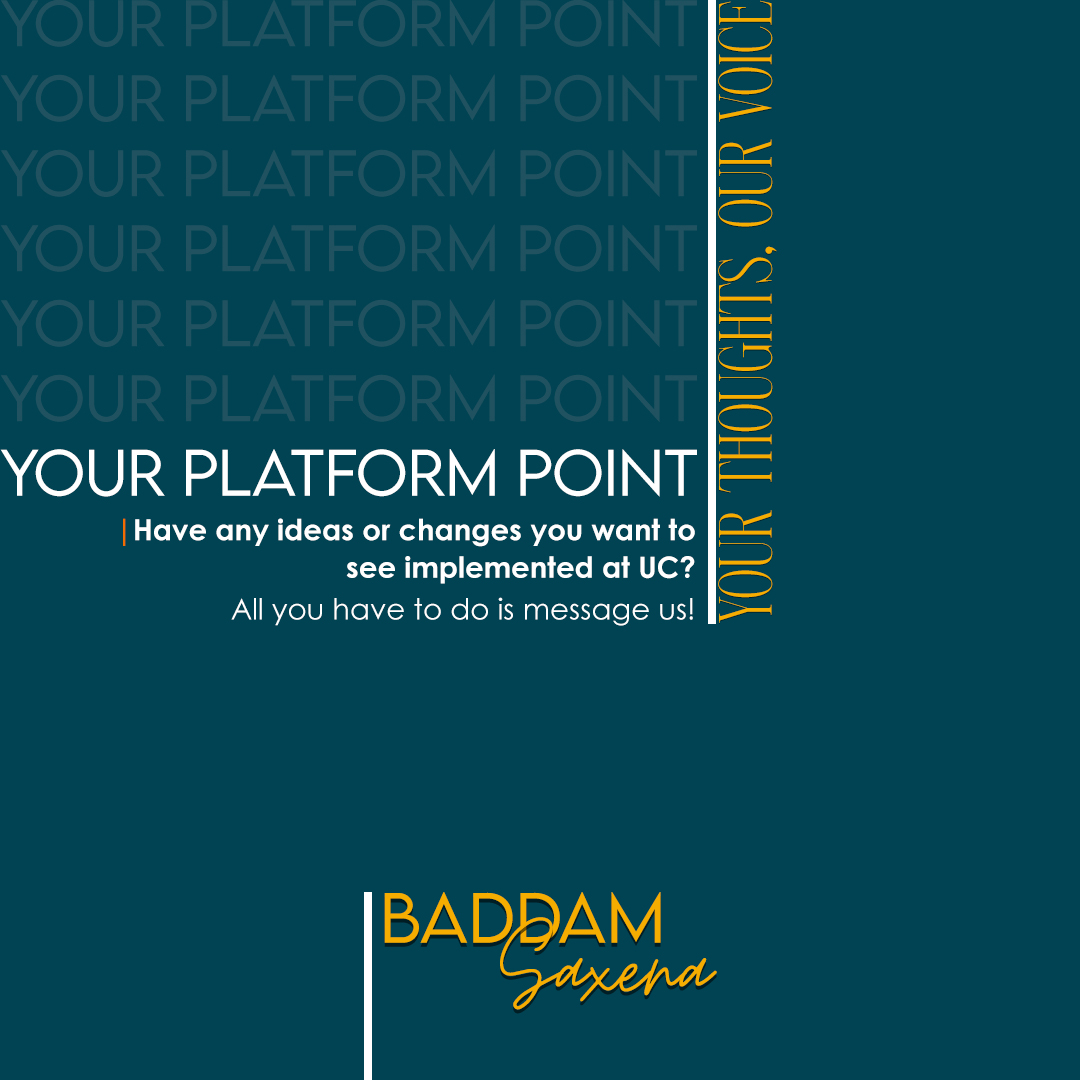 YOUR PLATFORM POINT
YOUR PLATFORM POINT
YOUR PLATFORM POINT
YOUR PLATFORM POINT
YOUR PLATFORM POINT
YOUR PLATFORM POINT
YOUR PLATFORM POINT
|Have any ideas or changes you want to
see implemented at UC?
All you have to do is message us!
YOUR THOUGHTS, OUR VOICE
BADDAM
Saxena